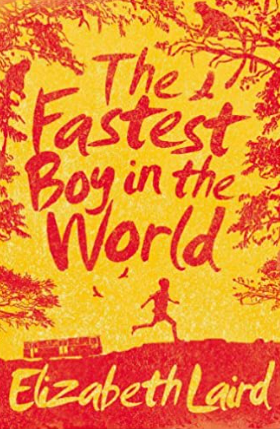 The
Fastest
Boy in the
World
Elizabeth Laird